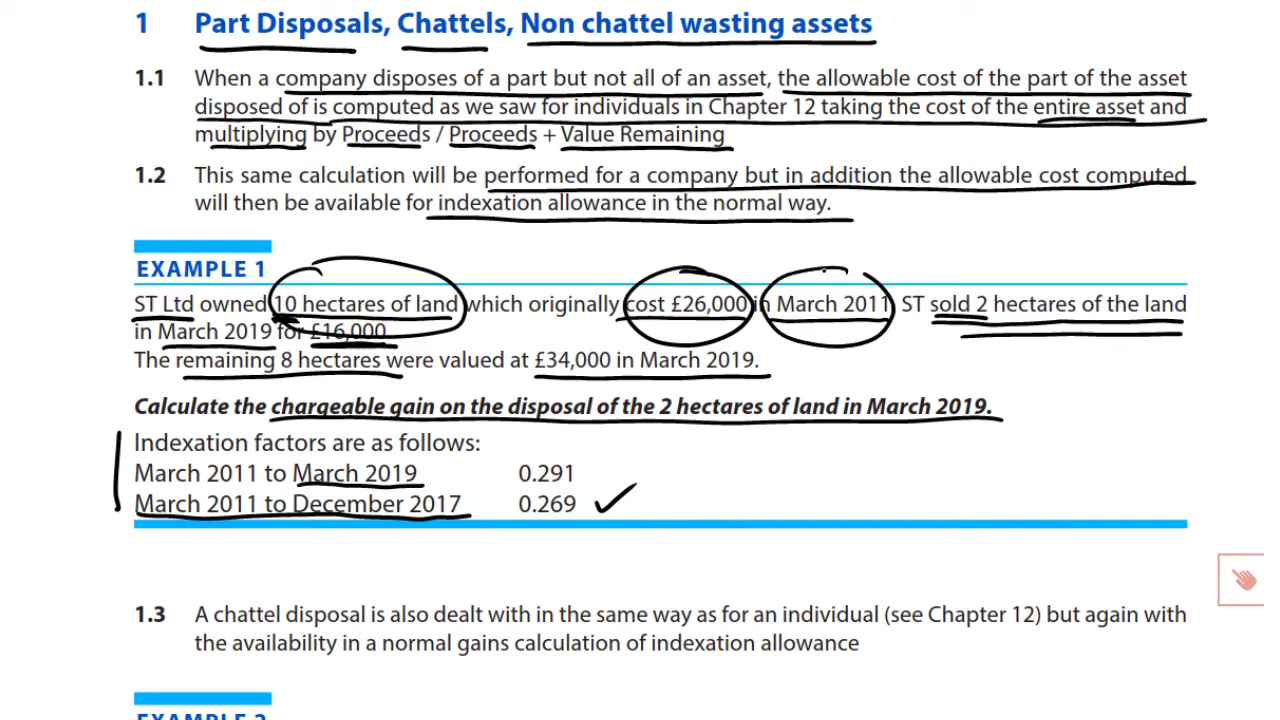 1 Part Disposals, Chattels, Non chattel wasting assets
1.1 When a company disposes of a part but not all of an asset, the allowable cost of the part of the asset
disposed of is computed as we saw for individuals in Chapter 12 taking the cost of the entire asset and
multiplying by Proceeds / Proceeds + Value Remaining
1.2 This same calculation will be performed for a company but in addition the allowable cost computed
will then be available for indexation allowance in the normal way.
EXAMPLE 1
ST Ltd owned 10 hectares of land which originally cost £26,000 in March 2011 ST sold 2 hectares of the land
in March 2019 for £16,000
The remaining 8 hectares were valued at £34,000 in March 2019.
Calculate the chargeable gain on the disposal of the 2 hectares of land in March 2019.
Indexation factors are as follows:
March 2011 to March 2019 0.291
March 2011 to December 2017 0.269
1.3 A chattel disposal is also dealt with in the same way as for an individual (see Chapter 12) but again with
the availability in a normal gains calculation of indexation allowance
EXAMPLE 2